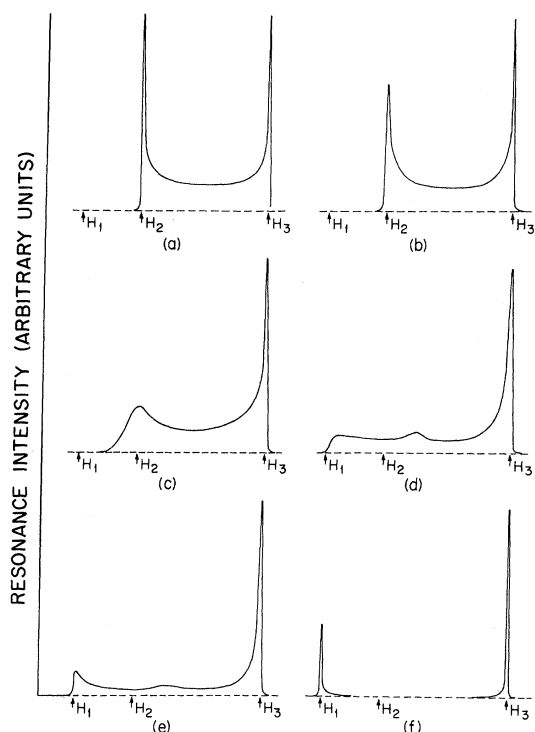 RESONANCE INTENSITY (ARBITRARY UNITS)
H1 H2 H3
(a)
H1 H2 H3
(b)
H1 H2 H3
(c)
H1 H2 H3
(d)
H1 H2 H3
(e)
H1 H2 H3
(f)